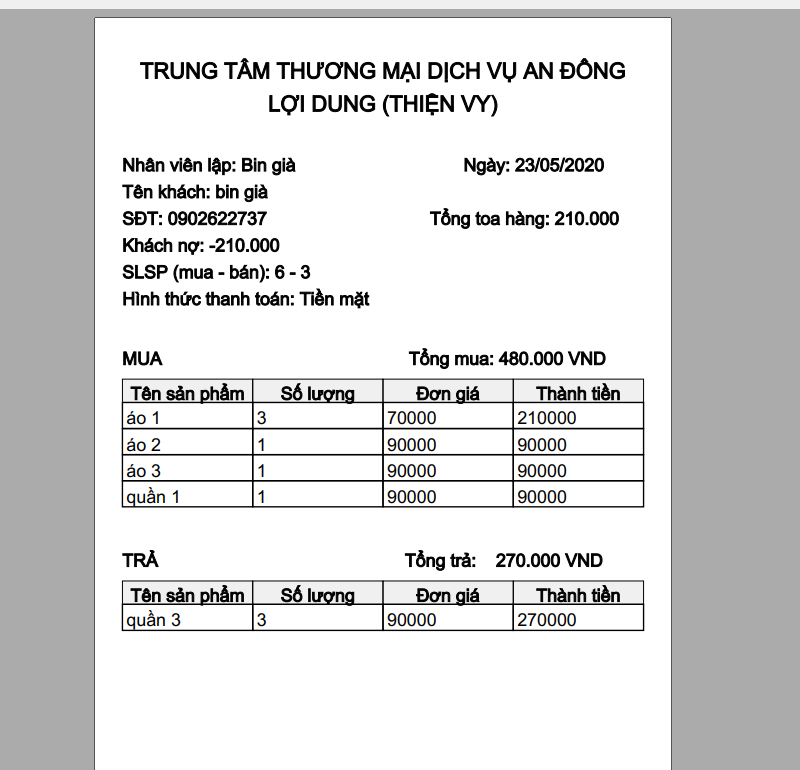 TRUNG TÂM THƯƠNG MẠI DỊCH VỤ AN ĐÔNG
LỢI DUNG (THIỆN VY)
Nhân viên lập: Bin già Ngày: 23/05/2020
Tên khách: bin già
SĐT: 0902622737 Tổng toa hàng: 210.000
Khách nợ: -210.000
SLSP (mua - bán): 6 - 3
Hình thức thanh toán: Tiền mặt
MUA Tổng mua: 480.000 VND
Tên sản phẩm Số lượng Đơn giá Thành tiền
áo 1 3 70000 210000
áo 2 1 90000 90000
áo 3 1 90000 90000
quần 1 1 90000 90000
TRẢ Tổng trả: 270.000 VND
Tên sản phẩm Số lượng Đơn giá Thành tiền
quần 3 3 90000 270000